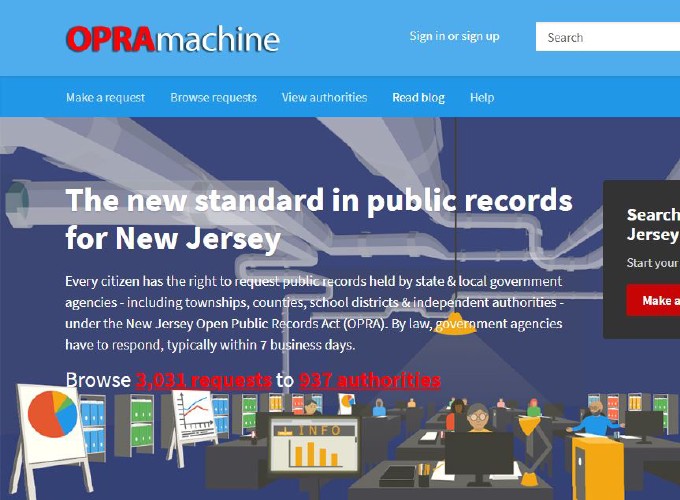 OPRAmachine
Sign in or sign up
Search
Make a request
Browse requests
View authorities
Read blog
Help
The new standard in public records
for New Jersey
Every citizen has the right to request public records held by state & local government
agencies - including townships, counties, school districts & independent authorities -
under the New Jersey Open Public Records Act (OPRA). By law, government agencies
have to respond, typically within 7 business days.
Browse 3,031 requests to 937 authorities
Search
Jersey
Start your
Make a
INFO